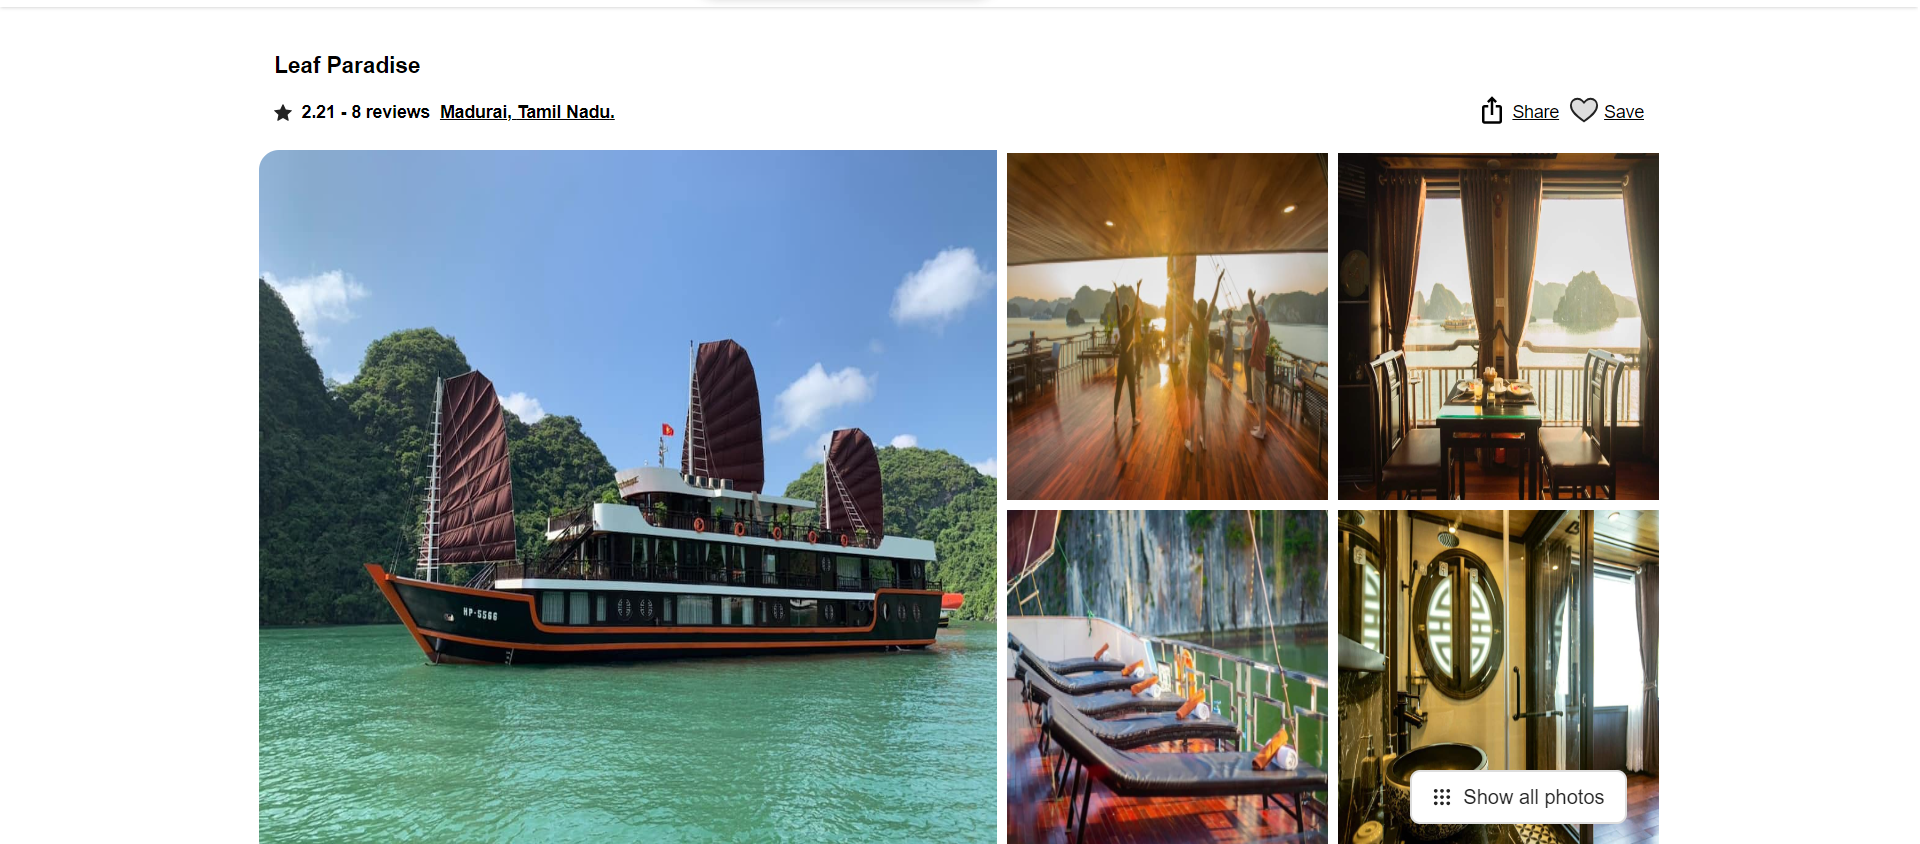 Leaf Paradise
2.21 - 8 reviews Madurai, Tamil Nadu.
Share Save
HP-5566
Show all photos